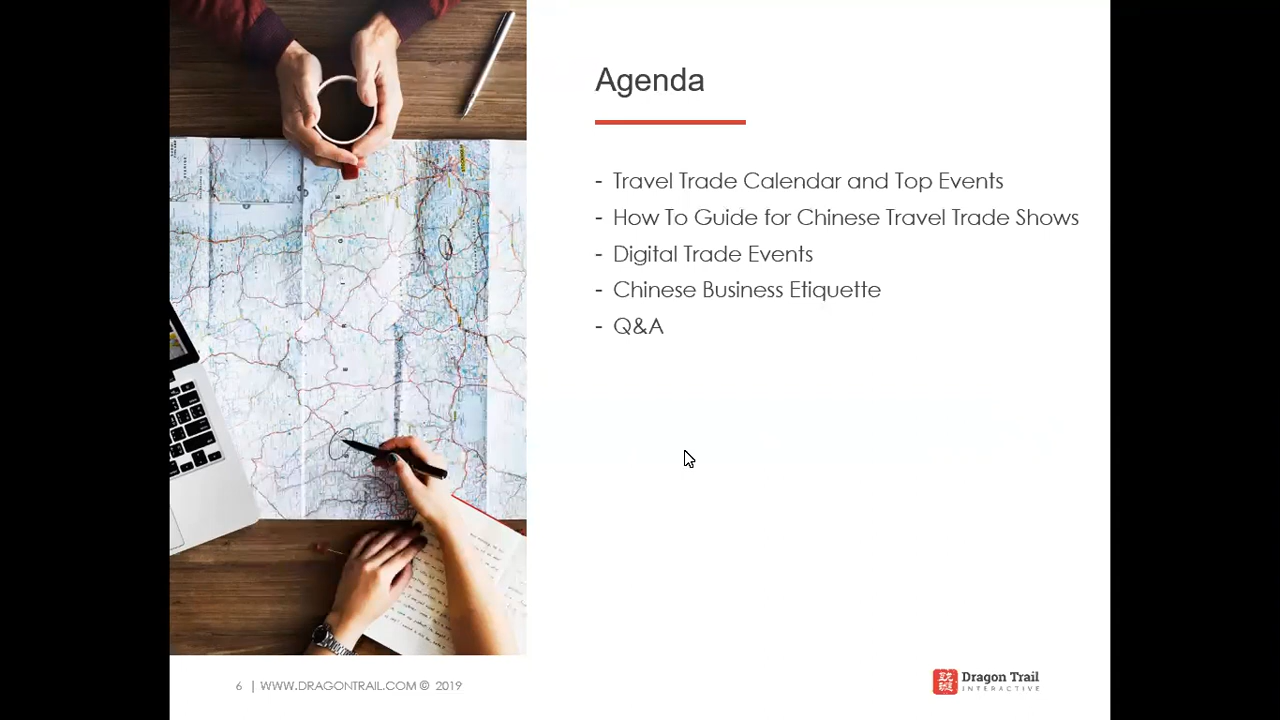 Agenda
- Travel Trade Calendar and Top Events
- How To Guide for Chinese Travel Trade Shows
- Digital Trade Events
- Chinese Business Etiquette
- Q&A
6 | WWW.DRAGONTRAIL.COM © 2019
Dragon Trail
INTERACTIVE